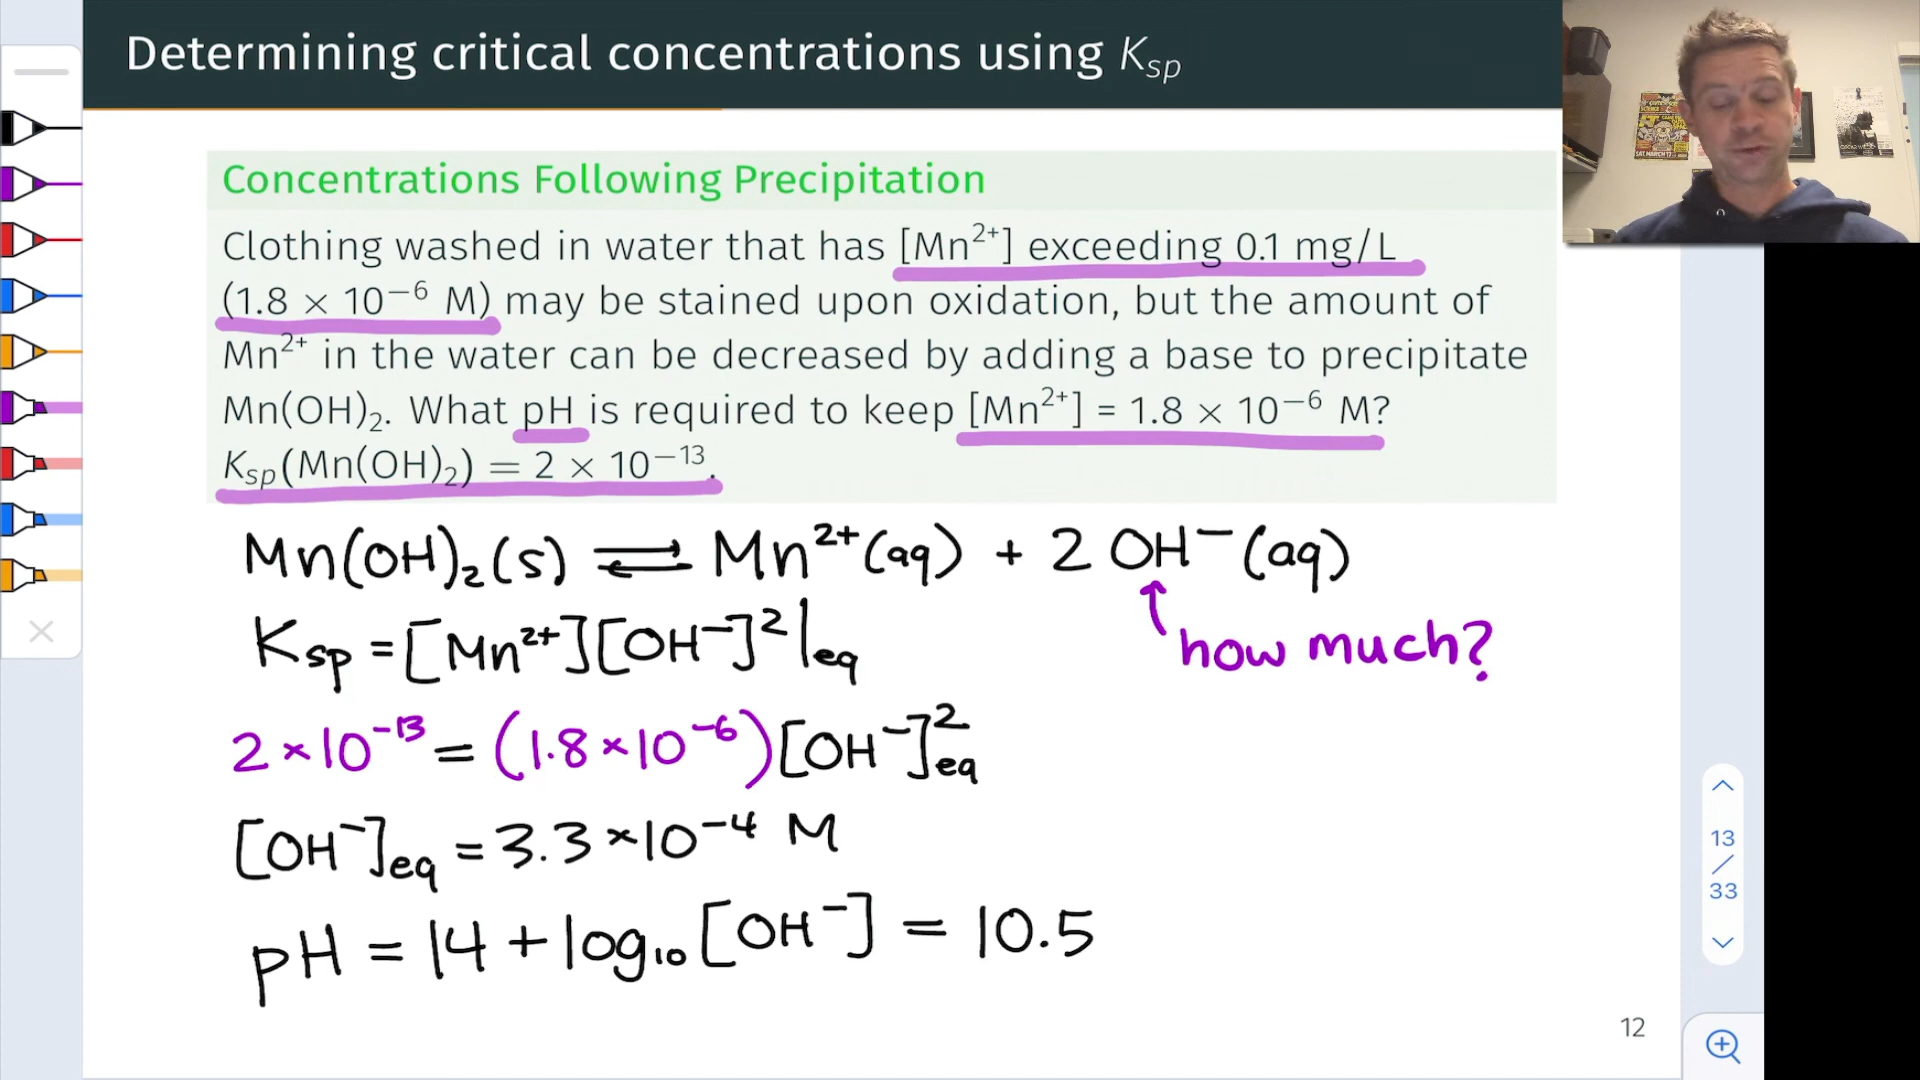 Determining critical concentrations using Ksp
Concentrations Following Precipitation
Clothing washed in water that has [Mn²⁺] exceeding 0.1 mg/L
(1.8 × 10⁻⁶ M) may be stained upon oxidation, but the amount of
Mn²⁺ in the water can be decreased by adding a base to precipitate
Mn(OH)₂. What pH is required to keep [Mn²⁺] = 1.8 × 10⁻⁶ M?
Ksp(Mn(OH)₂) = 2 × 10⁻¹³.
Mn(OH)₂(s) ⇌ Mn²⁺(aq) + 2 OH⁻(aq)
how much?
Ksp = [Mn²⁺][OH⁻]²|eq
2 × 10⁻¹³ = (1.8 × 10⁻⁶)[OH⁻]²eq
[OH⁻]eq = 3.3 × 10⁻⁴ M
pH = 14 + log₁₀ [OH⁻] = 10.5
13
/
33
12